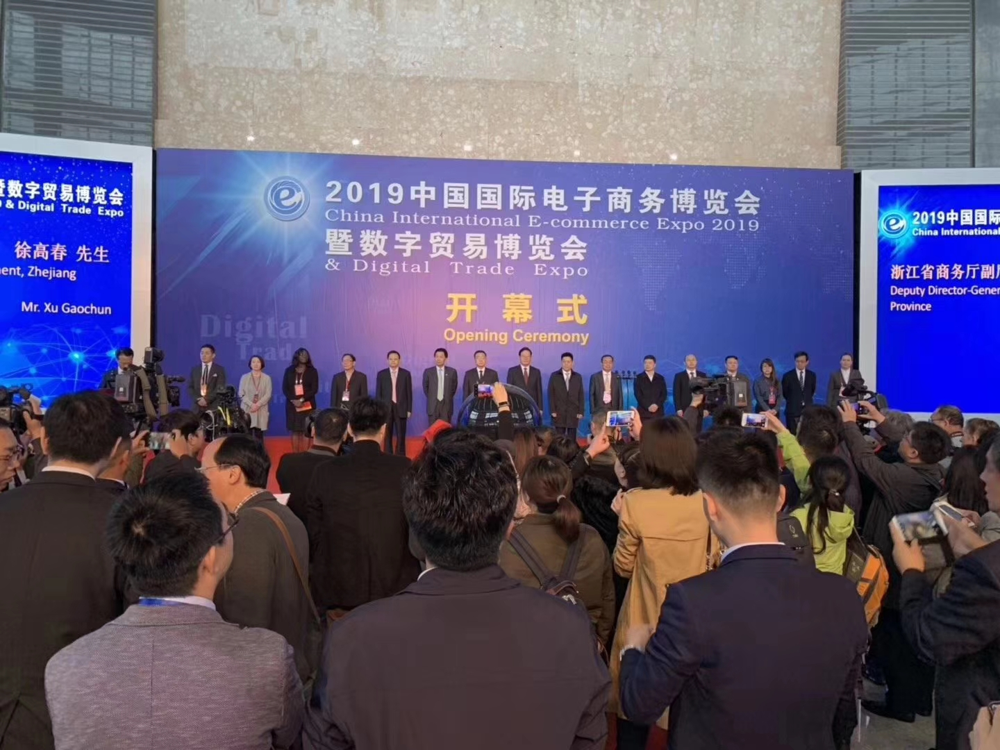 暨数字贸易博览会
& Digital Trade Expo
徐高春 先生
Zhejiang
Mr. Xu Gaochun
2019中国国际电子商务博览会
China International E-commerce Expo 2019
暨数字贸易博览会
& Digital Trade Expo
开幕式
Opening Ceremony
Digital
Trade
2019中国国际
China International
浙江省商务厅副
Deputy
Province